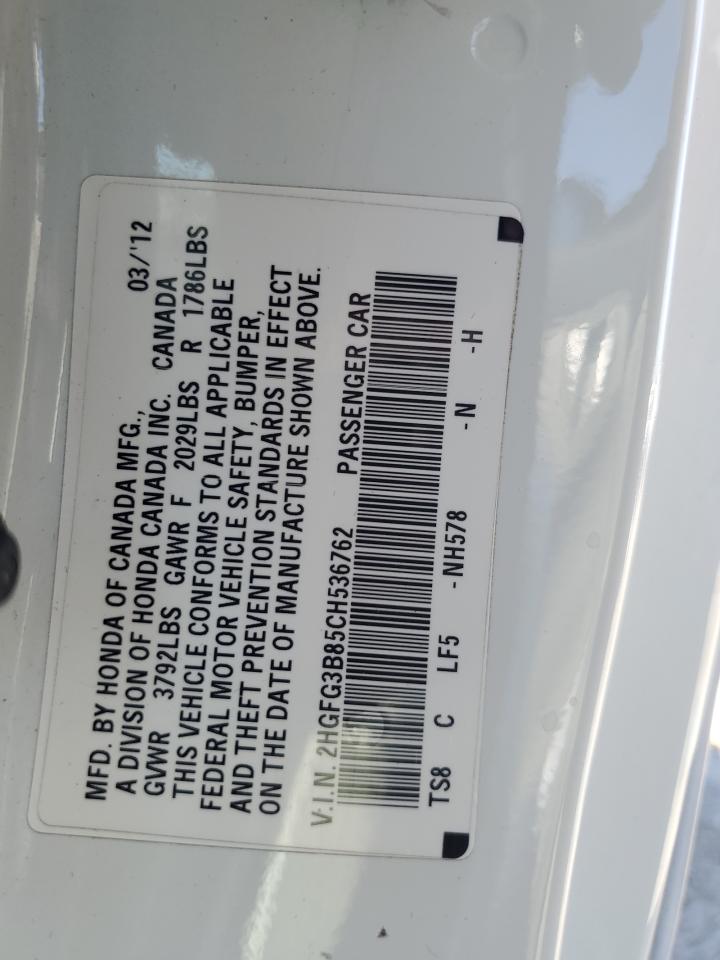 MFD. BY HONDA OF CANADA MFG.,
A DIVISION OF HONDA CANADA INC. CANADA 03/'12
GVWR 3792LBS GAWR F 2029LBS R 1786LBS
THIS VEHICLE CONFORMS TO ALL APPLICABLE
FEDERAL MOTOR VEHICLE SAFETY, BUMPER,
AND THEFT PREVENTION STANDARDS IN EFFECT
ON THE DATE OF MANUFACTURE SHOWN ABOVE.
V.I.N. 2HGFG3B85CH536762 PASSENGER CAR
TS8 C LF5 - NH578 - N - H